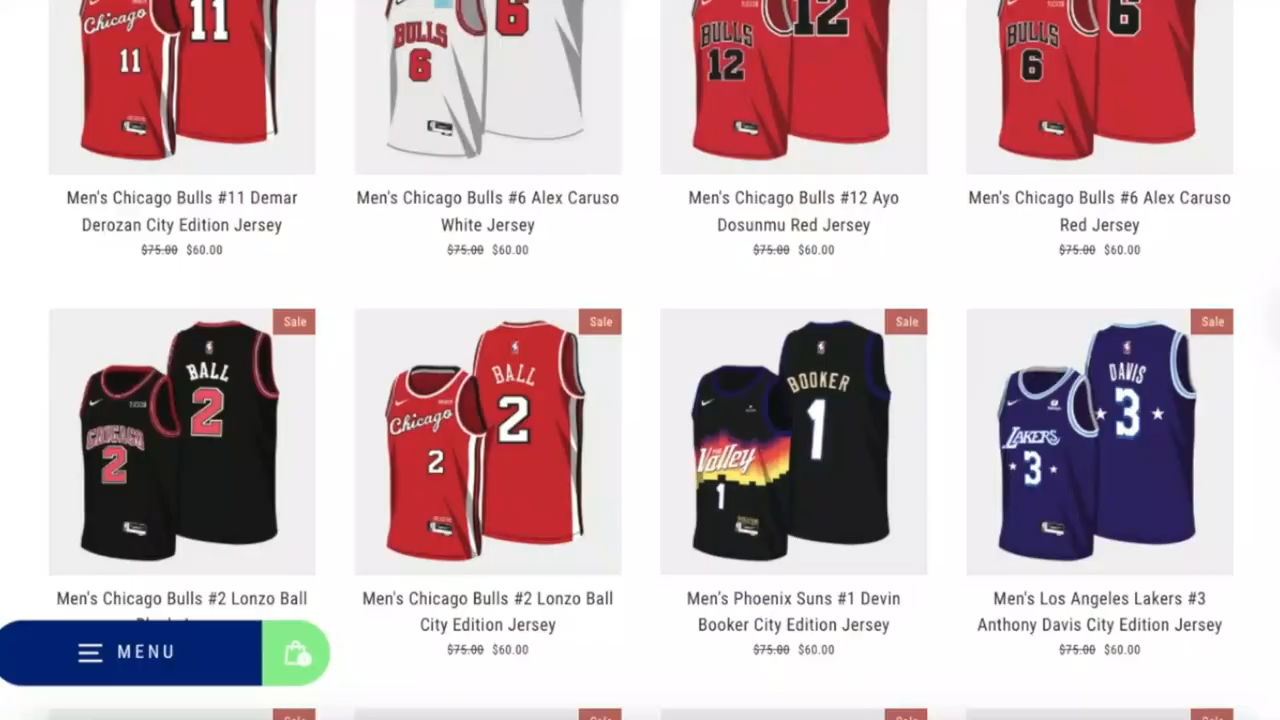 Chicago
11
11
BULLS
6
6
BULLS
12
12
BULLS
6
6
Men's Chicago Bulls #11 Demar
Derozan City Edition Jersey
$75.00 $60.00
Men's Chicago Bulls #6 Alex Caruso
White Jersey
$75.00 $60.00
Men's Chicago Bulls #12 Ayo
Dosunmu Red Jersey
$75.00 $60.00
Men's Chicago Bulls #6 Alex Caruso
Red Jersey
$75.00 $60.00
Sale
BALL
2
CHICAGO
2
Sale
BALL
2
Chicago
2
Sale
BOOKER
1
The Valley
1
Sale
DAVIS
3
LAKERS
3
Men's Chicago Bulls #2 Lonzo Ball
Men's Chicago Bulls #2 Lonzo Ball
City Edition Jersey
$75.00 $60.00
Men's Phoenix Suns #1 Devin
Booker City Edition Jersey
$75.00 $60.00
Men's Los Angeles Lakers #3
Anthony Davis City Edition Jersey
$75.00 $60.00
MENU
Sale
Sale
Sale
Sale